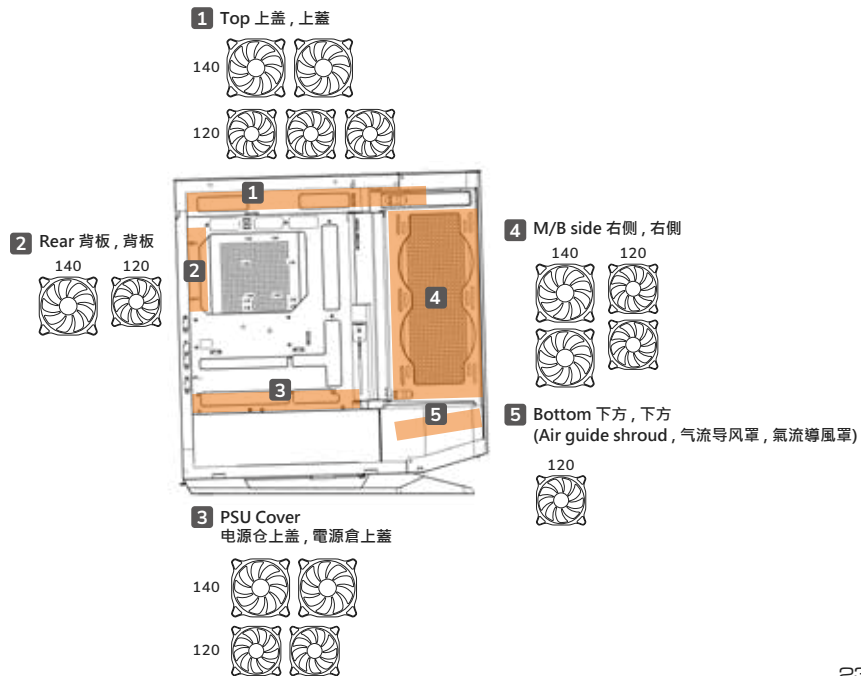 1 Top 上盖 , 上蓋
140
120
1
2 Rear 背板 , 背板
140 120
2
4
3
5
4 M/B side 右侧 , 右側
140 120
5 Bottom 下方 , 下方
(Air guide shroud , 气流导风罩 , 氣流導風罩)
120
3 PSU Cover
电源仓上盖 , 電源倉上蓋
140
120